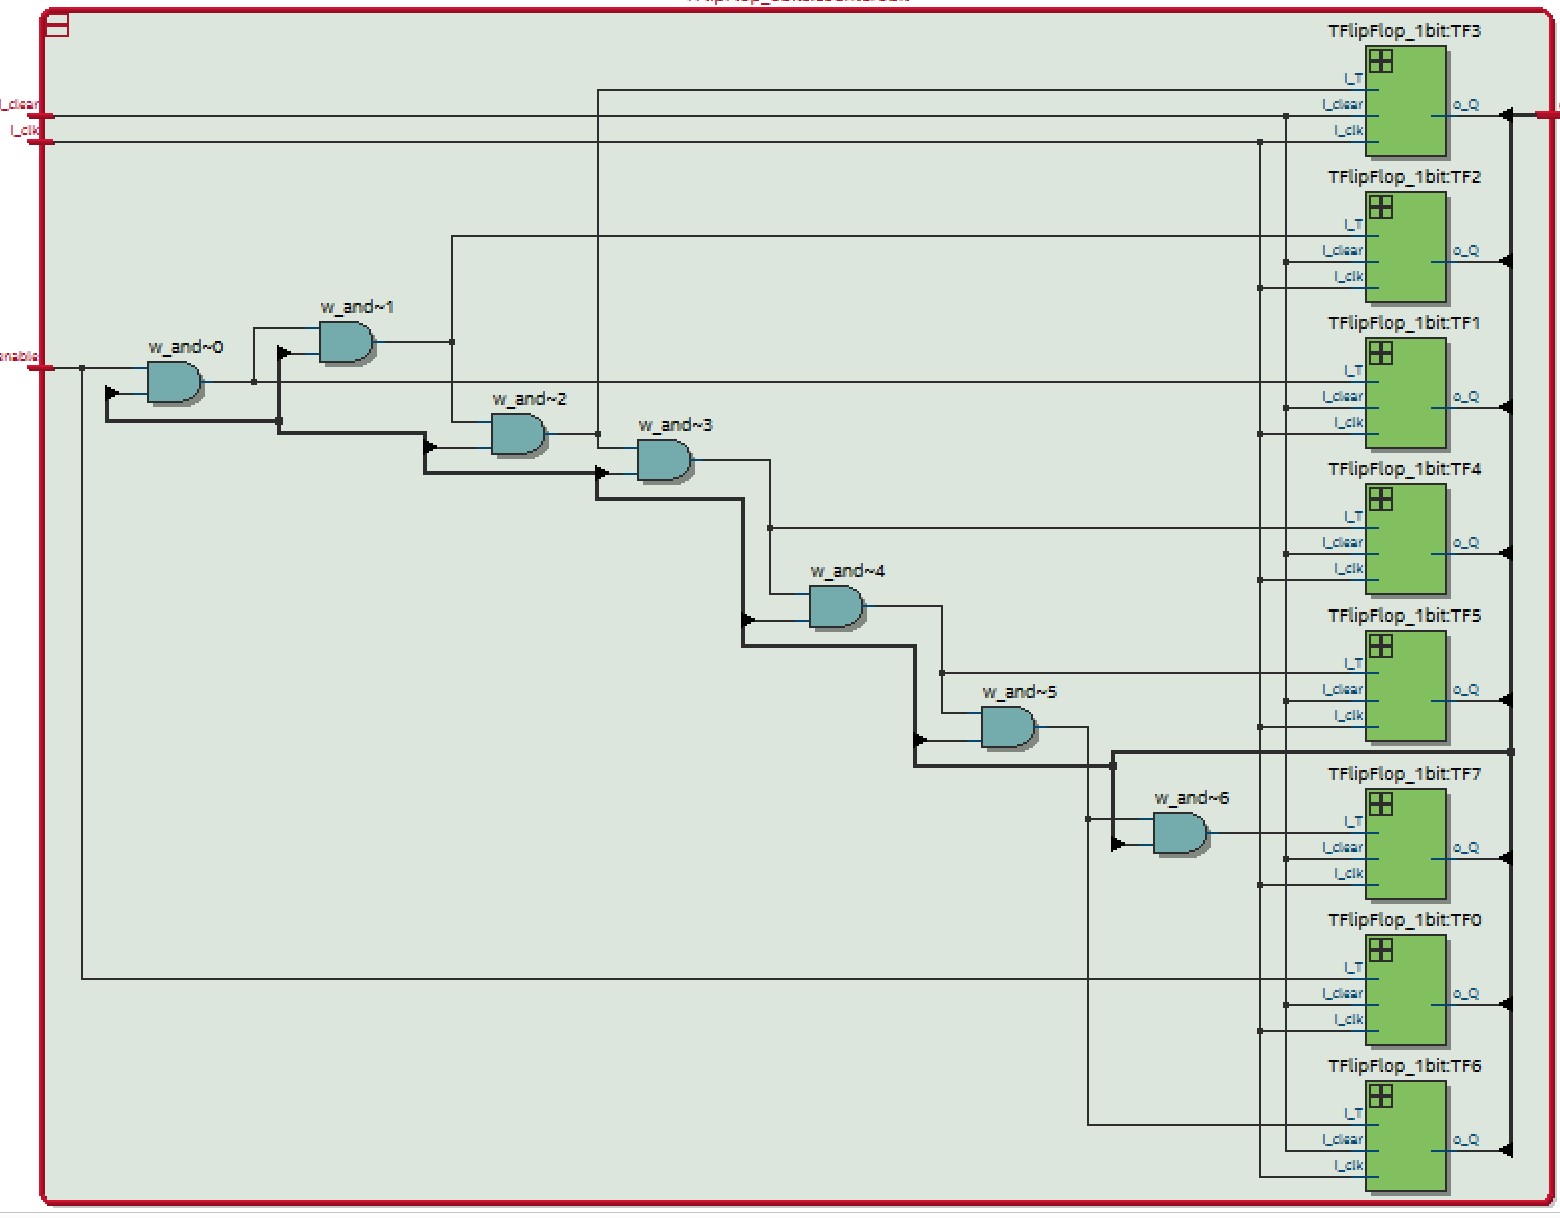 TFlipFlop_1bit:TF3
I_T
I_clear
I_clk
o_Q
I_clear
I_clk
TFlipFlop_1bit:TF2
I_T
I_clear
I_clk
o_Q
w_and~1
TFlipFlop_1bit:TF1
I_T
I_clear
I_clk
o_Q
w_and~0
enable
w_and~2
w_and~3
TFlipFlop_1bit:TF4
I_T
I_clear
I_clk
o_Q
w_and~4
TFlipFlop_1bit:TF5
I_T
I_clear
I_clk
o_Q
w_and~5
TFlipFlop_1bit:TF7
I_T
I_clear
I_clk
o_Q
w_and~6
TFlipFlop_1bit:TF0
I_T
I_clear
I_clk
o_Q
TFlipFlop_1bit:TF6
I_T
I_clear
I_clk
o_Q